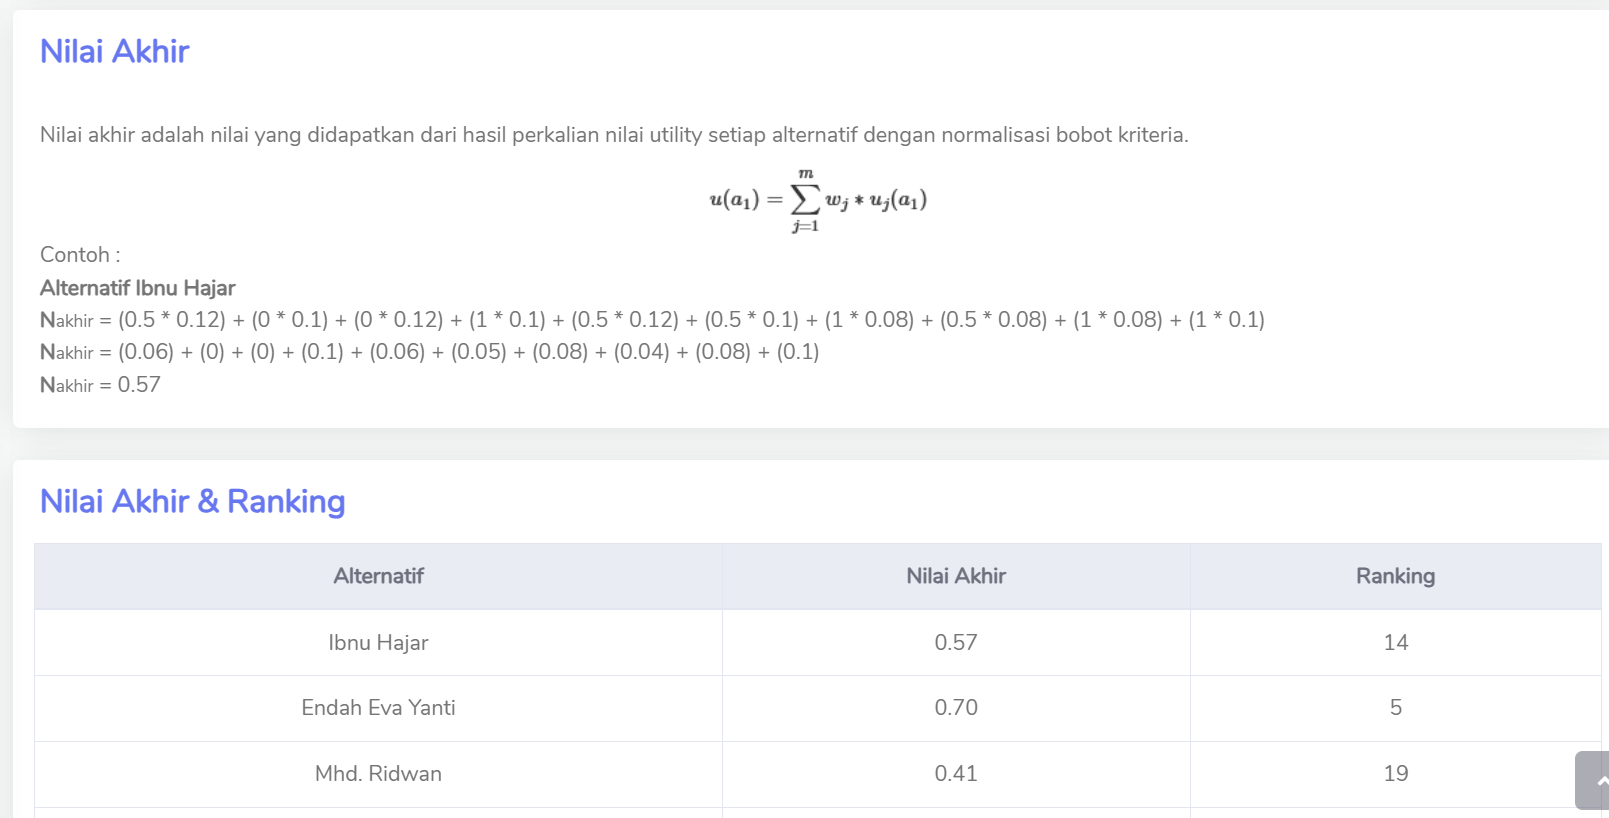 Nilai Akhir
Nilai akhir adalah nilai yang didapatkan dari hasil perkalian nilai utility setiap alternatif dengan normalisasi bobot kriteria.
u(a₁) = ∑ᵐⱼ₌₁ wⱼ * uⱼ(a₁)
Contoh :
Alternatif Ibnu Hajar
Nakhir = (0.5 * 0.12) + (0 * 0.1) + (0 * 0.12) + (1 * 0.1) + (0.5 * 0.12) + (0.5 * 0.1) + (1 * 0.08) + (0.5 * 0.08) + (1 * 0.08) + (1 * 0.1)
Nakhir = (0.06) + (0) + (0) + (0.1) + (0.06) + (0.05) + (0.08) + (0.04) + (0.08) + (0.1)
Nakhir = 0.57
Nilai Akhir & Ranking
Alternatif Nilai Akhir Ranking
Ibnu Hajar 0.57 14
Endah Eva Yanti 0.70 5
Mhd. Ridwan 0.41 19